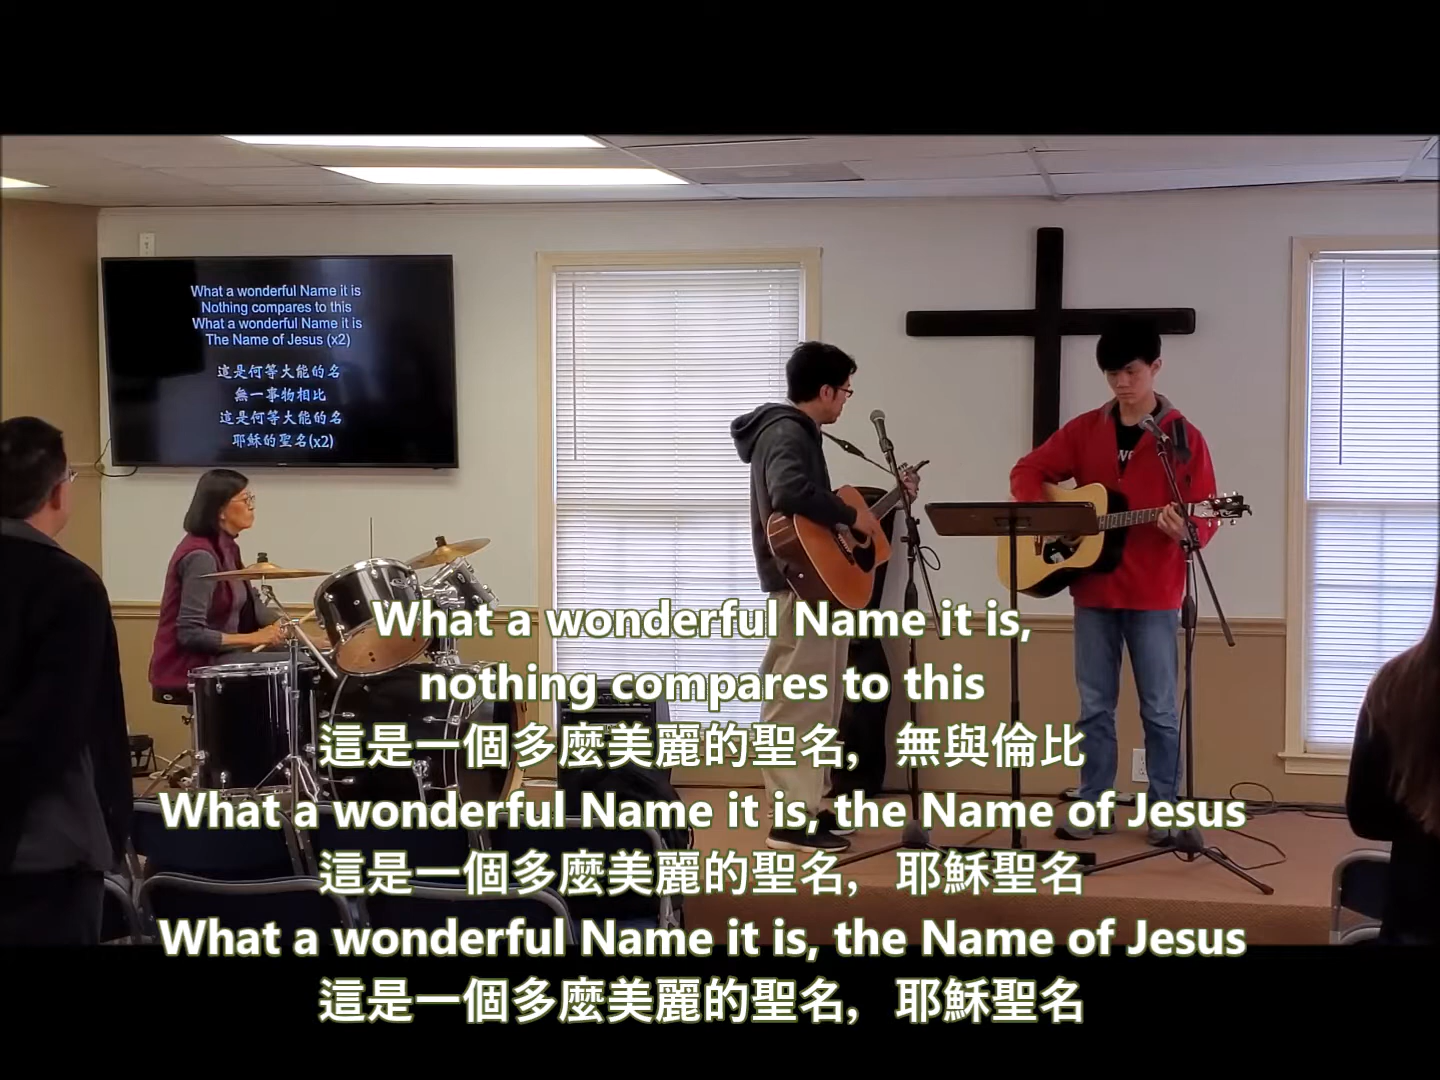 What a wonderful Name it is
Nothing compares to this
What a wonderful Name it is
The Name of Jesus (x2)
這是何等大能的名
無一事物相比
這是何等大能的名
耶穌的聖名(x2)
What a wonderful Name it is,
nothing compares to this
這是一個多麼美麗的聖名，無與倫比
What a wonderful Name it is, the Name of Jesus
這是一個多麼美麗的聖名，耶穌聖名
What a wonderful Name it is, the Name of Jesus
這是一個多麼美麗的聖名，耶穌聖名